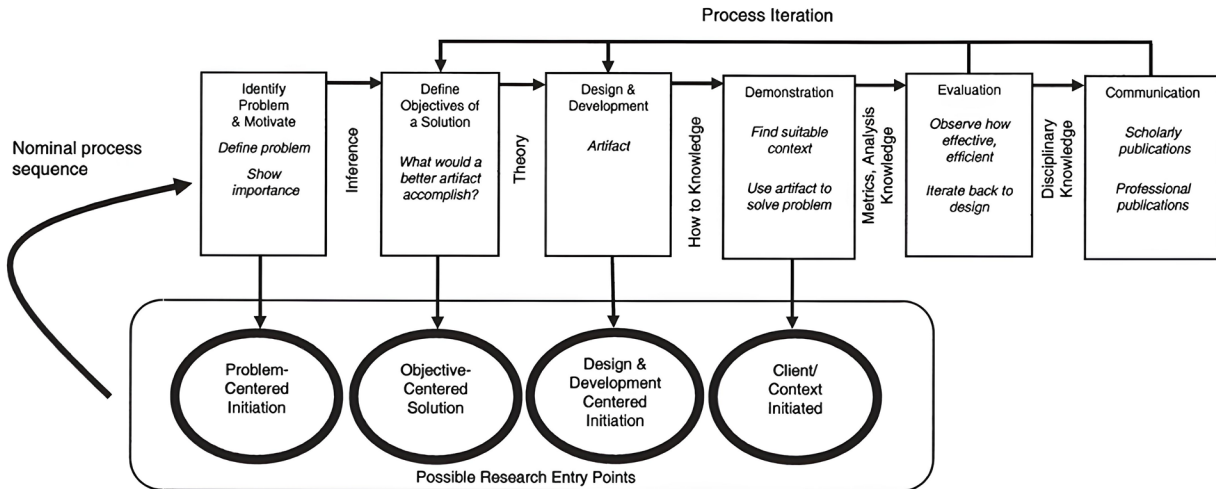 Process Iteration
Nominal process
sequence
Identify
Problem
& Motivate
Define problem
Show
importance
Inference
Define
Objectives of
a Solution
What would a
better artifact
accomplish?
Theory
Design &
Development
Artifact
How to Knowledge
Demonstration
Find suitable
context
Use artifact to
solve problem
Metrics, Analysis
Knowledge
Evaluation
Observe how
effective,
efficient
Iterate back to
design
Disciplinary
Knowledge
Communication
Scholarly
publications
Professional
publications
Problem-
Centered
Initiation
Objective-
Centered
Solution
Design &
Development
Centered
Initiation
Client/
Context
Initiated
Possible Research Entry Points